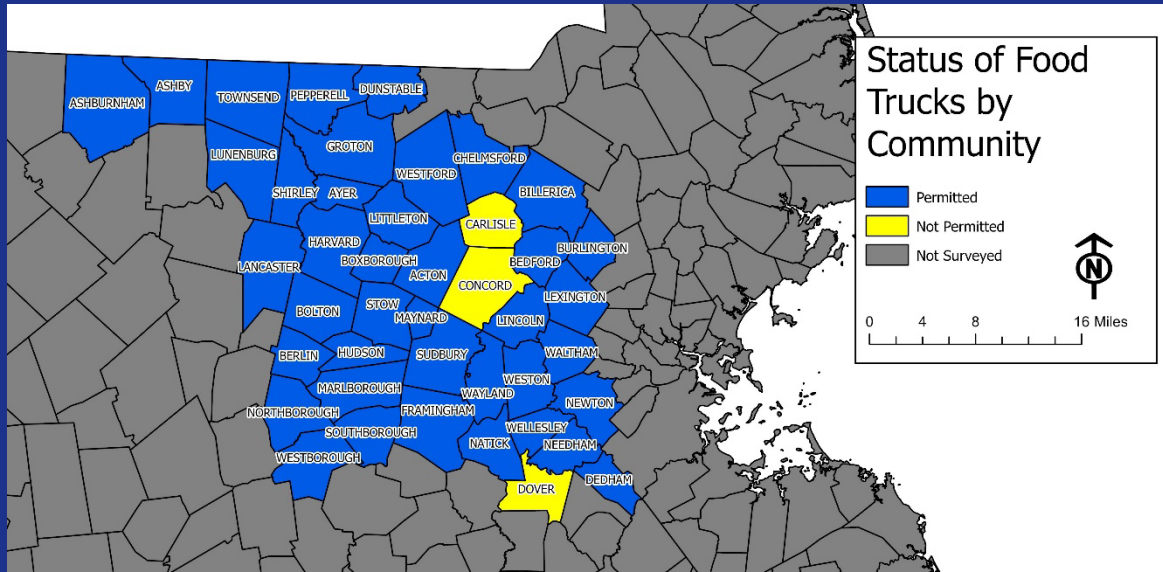 Status of Food
Trucks by
Community
Permitted
Not Permitted
Not Surveyed
N
0 4 8 16 Miles
ASHBURNHAM
ASHBY
TOWNSEND
PEPPERELL
DUNSTABLE
LUNENBURG
GROTON
WESTFORD
CHELMSFORD
BILLERICA
SHIRLEY
AYER
LITTLETON
CARLISLE
BURLINGTON
HARVARD
BOXBOROUGH
ACTON
BEDFORD
LANCASTER
CONCORD
LEXINGTON
BOLTON
STOW
MAYNARD
LINCOLN
BERLIN
HUDSON
SUDBURY
WALTHAM
MARLBOROUGH
WAYLAND
WESTON
NORTHBOROUGH
FRAMINGHAM
NEWTON
SOUTHBOROUGH
WELLESLEY
WESTBOROUGH
NATICK
NEEDHAM
DOVER
DEDHAM